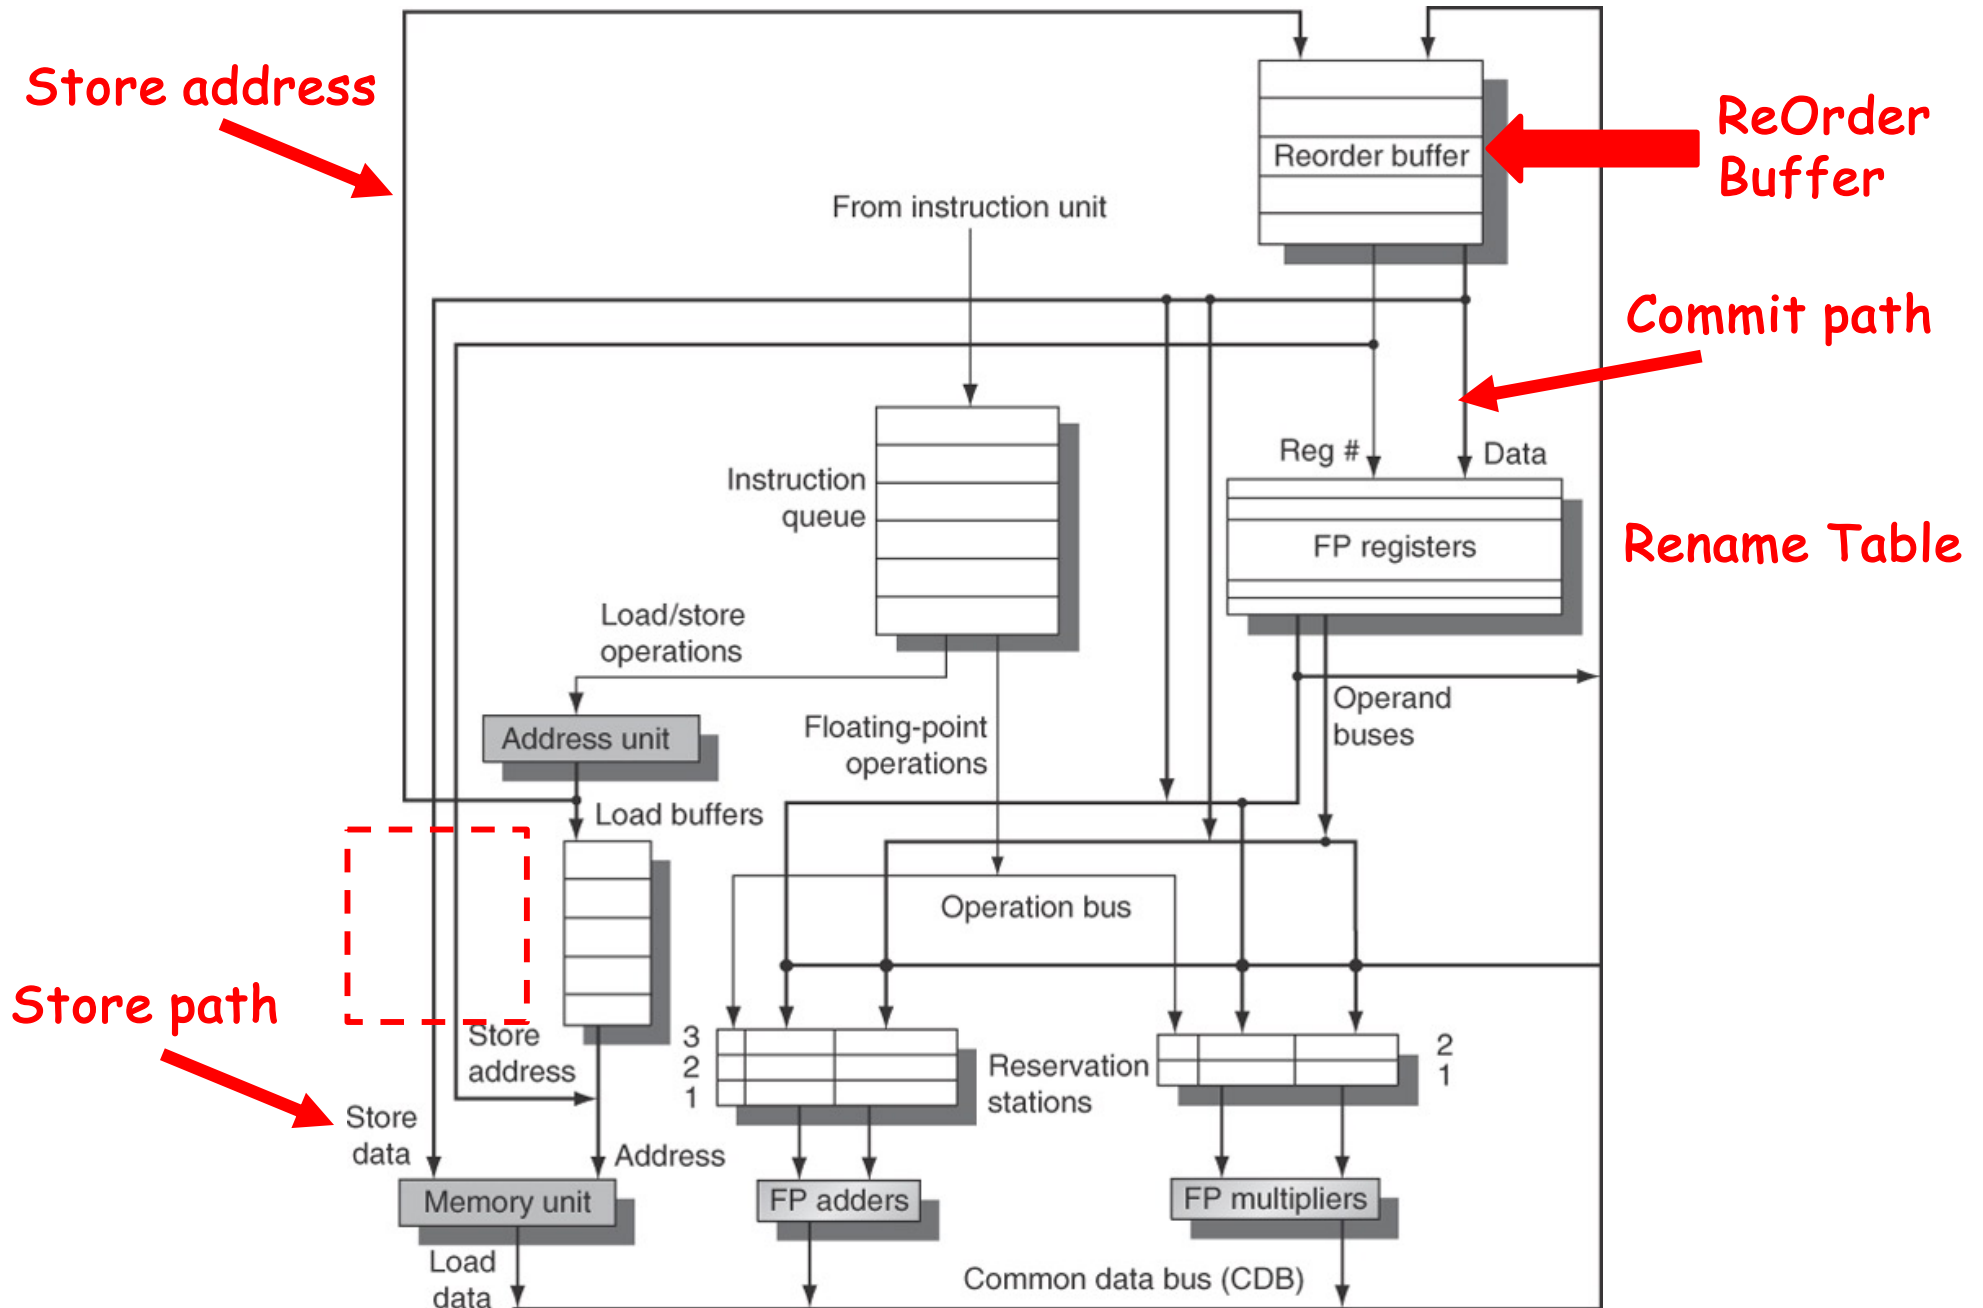 Store address
ReOrder
Buffer
Reorder buffer
From instruction unit
Commit path
Reg #
Data
Instruction
queue
FP registers
Rename Table
Load/store
operations
Operand
buses
Address unit
Floating-point
operations
Load buffers
Operation bus
Store path
Store
address
3
2
1
Reservation
stations
2
1
Store
data
Address
Memory unit
FP adders
FP multipliers
Load
data
Common data bus (CDB)